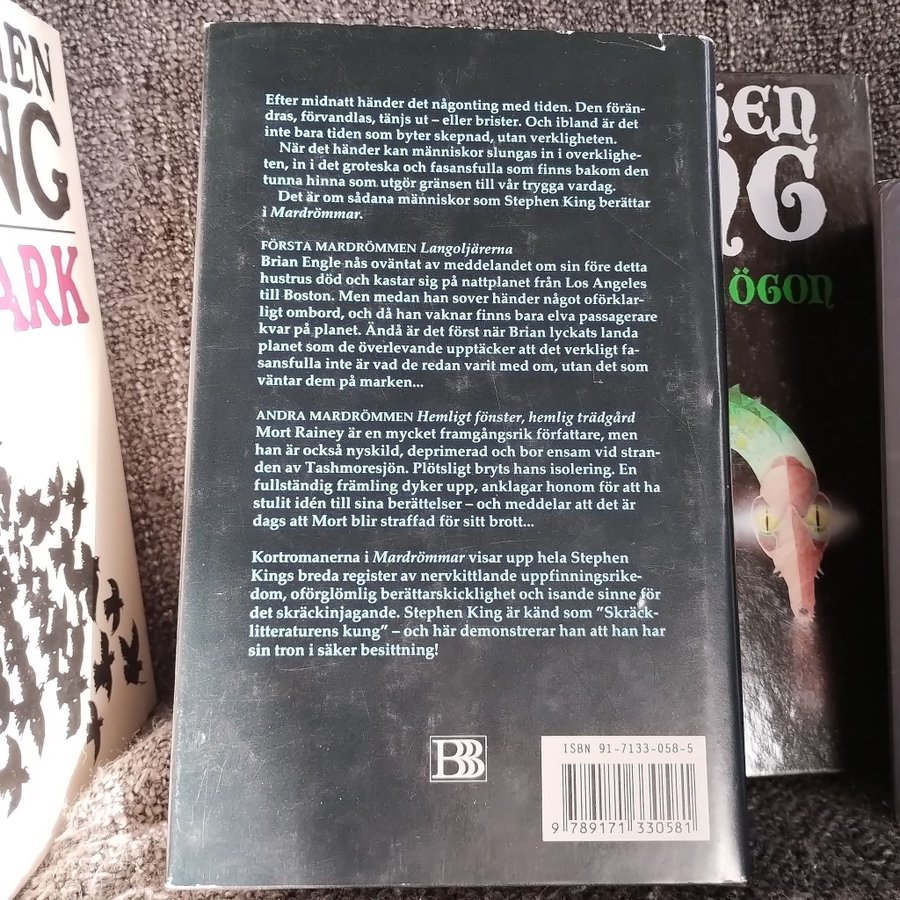 Efter midnatt händer det någonting med tiden. Den förän-
dras, förvandlas, tänjs ut – eller brister. Och ibland är det
inte bara tiden som byter skepnad, utan verkligheten.
När det händer kan människor slungas in i overklighe-
ten, in i det groteska och fasansfulla som finns bakom den
tunna hinna som utgör gränsen till vår trygga vardag.
Det är om sådana människor som Stephen King berättar
i Mardrömmar.
FÖRSTA MARDRÖMMEN Langoljärerna
Brian Engle nås oväntat av meddelandet om sin före detta
hustrus död och kastar sig på nattplanet från Los Angeles
till Boston. Men medan han sover händer något oförklar-
ligt ombord, och då han vaknar finns bara elva passagerare
kvar på planet. Ändå är det först när Brian lyckats landa
planet som de överlevande upptäcker att det verkligt fa-
sansfulla inte är vad de redan varit med om, utan det som
väntar dem på marken...
ANDRA MARDRÖMMEN Hemligt fönster, hemlig trädgård
Mort Rainey är en mycket framgångsrik författare, men
han är också nyskild, deprimerad och bor ensam vid stran-
den av Tashmoresjön. Plötsligt bryts hans isolering. En
fullständig främling dyker upp, anklagar honom för att ha
stulit idén till sina berättelser – och meddelar att det är
dags att Mort blir straffad för sitt brott...
Kortromanerna i Mardrömmar visar upp hela Stephen
Kings breda register av nervkittlande uppfinningsrike-
dom, oförglömlig berättarskicklighet och isande sinne för
det skräckinjagande. Stephen King är känd som ”Skräck-
litteraturens kung” – och här demonstrerar han att han har
sin tron i säker besittning!
BBB
ISBN 91-7133-058-5
9 789171 330581
HEN
NG
ARK
HEN
NG
ÖGON